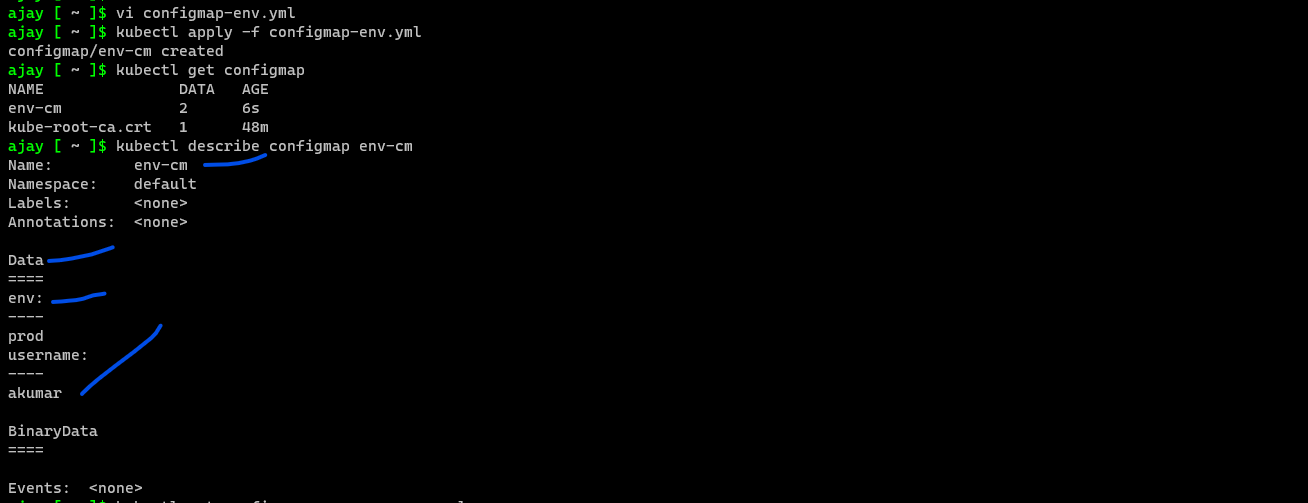 ajay [ ~ ]$ vi configmap-env.yml
ajay [ ~ ]$ kubectl apply -f configmap-env.yml
configmap/env-cm created
ajay [ ~ ]$ kubectl get configmap
NAME               DATA   AGE
env-cm             2      6s
kube-root-ca.crt   1      48m
ajay [ ~ ]$ kubectl describe configmap env-cm
Name:         env-cm
Namespace:    default
Labels:       <none>
Annotations:  <none>
Data
====
env:
----
prod
username:
----
akumar
BinaryData
====
Events:  <none>